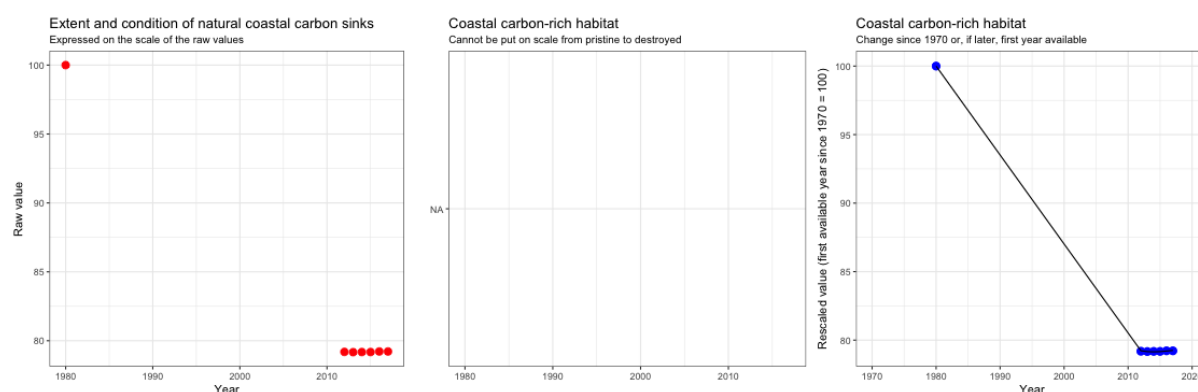 Extent and condition of natural coastal carbon sinks
Expressed on the scale of the raw values
Raw value
100
95
90
85
80
1980
1990
2000
2010
Year
Coastal carbon-rich habitat
Cannot be put on scale from pristine to destroyed
NA
1980
1990
2000
2010
Coastal carbon-rich habitat
Change since 1970 or, if later, first year available
Rescaled value (first available year since 1970 = 100)
100
95
90
85
80
1970
1980
1990
2000
2010
Year